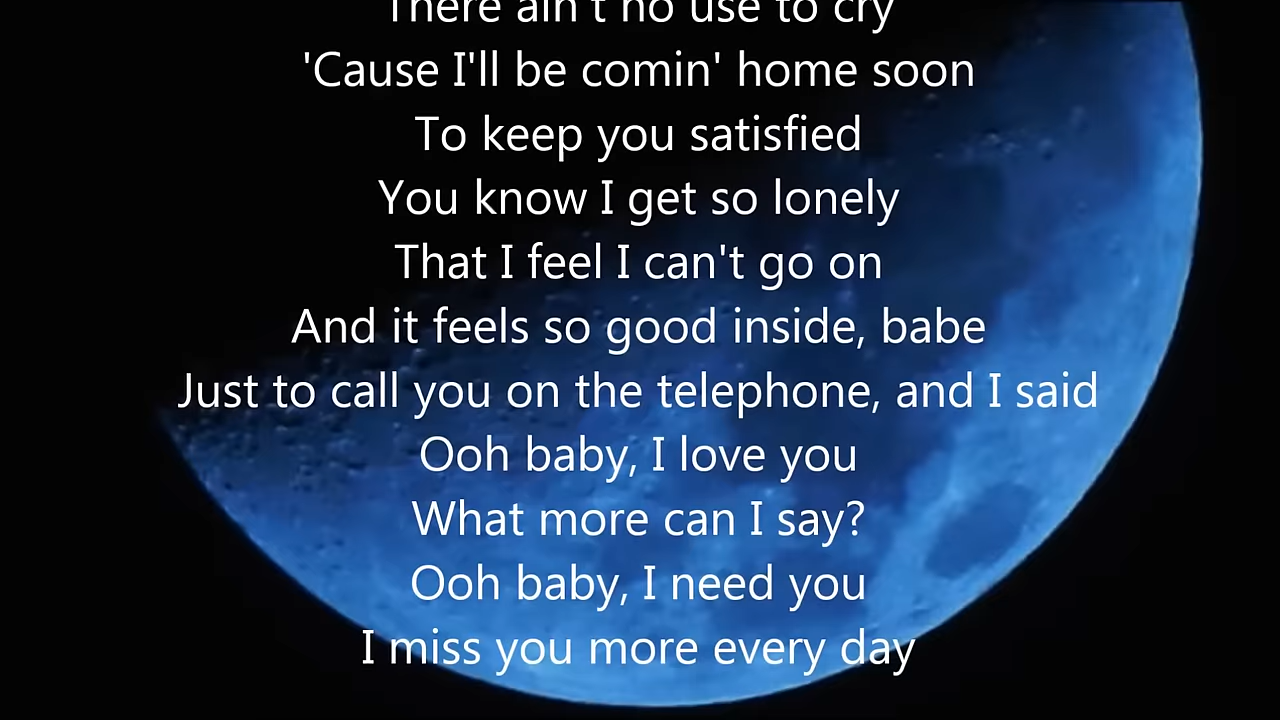 There ain't no use to cry
'Cause I'll be comin' home soon
To keep you satisfied
You know I get so lonely
That I feel I can't go on
And it feels so good inside, babe
Just to call you on the telephone, and I said
Ooh baby, I love you
What more can I say?
Ooh baby, I need you
I miss you more every day